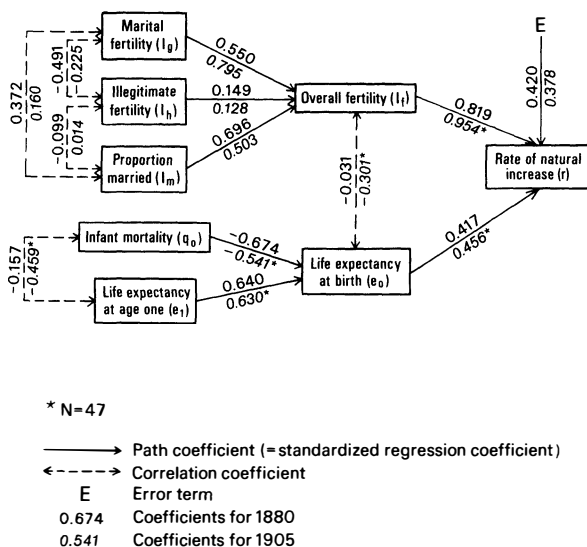 Marital
fertility (Ig)
0.550
0.795
E
0.372
0.160
-0.491
-0.225
Illegitimate
fertility (Ih)
0.149
0.128
Overall fertility (If)
0.819
0.954*
0.420
0.378
-0.099
0.014
0.696
0.503
Proportion
married (Im)
-0.031
-0.301*
Rate of natural
increase (r)
Infant mortality (qo)
-0.674
-0.541*
-0.157
-0.459*
Life expectancy
at birth (eo)
0.417
0.456*
Life expectancy
at age one (e1)
0.640
0.630*
* N=47
Path coefficient (=standardized regression coefficient)
Correlation coefficient
E Error term
0.674 Coefficients for 1880
0.541 Coefficients for 1905